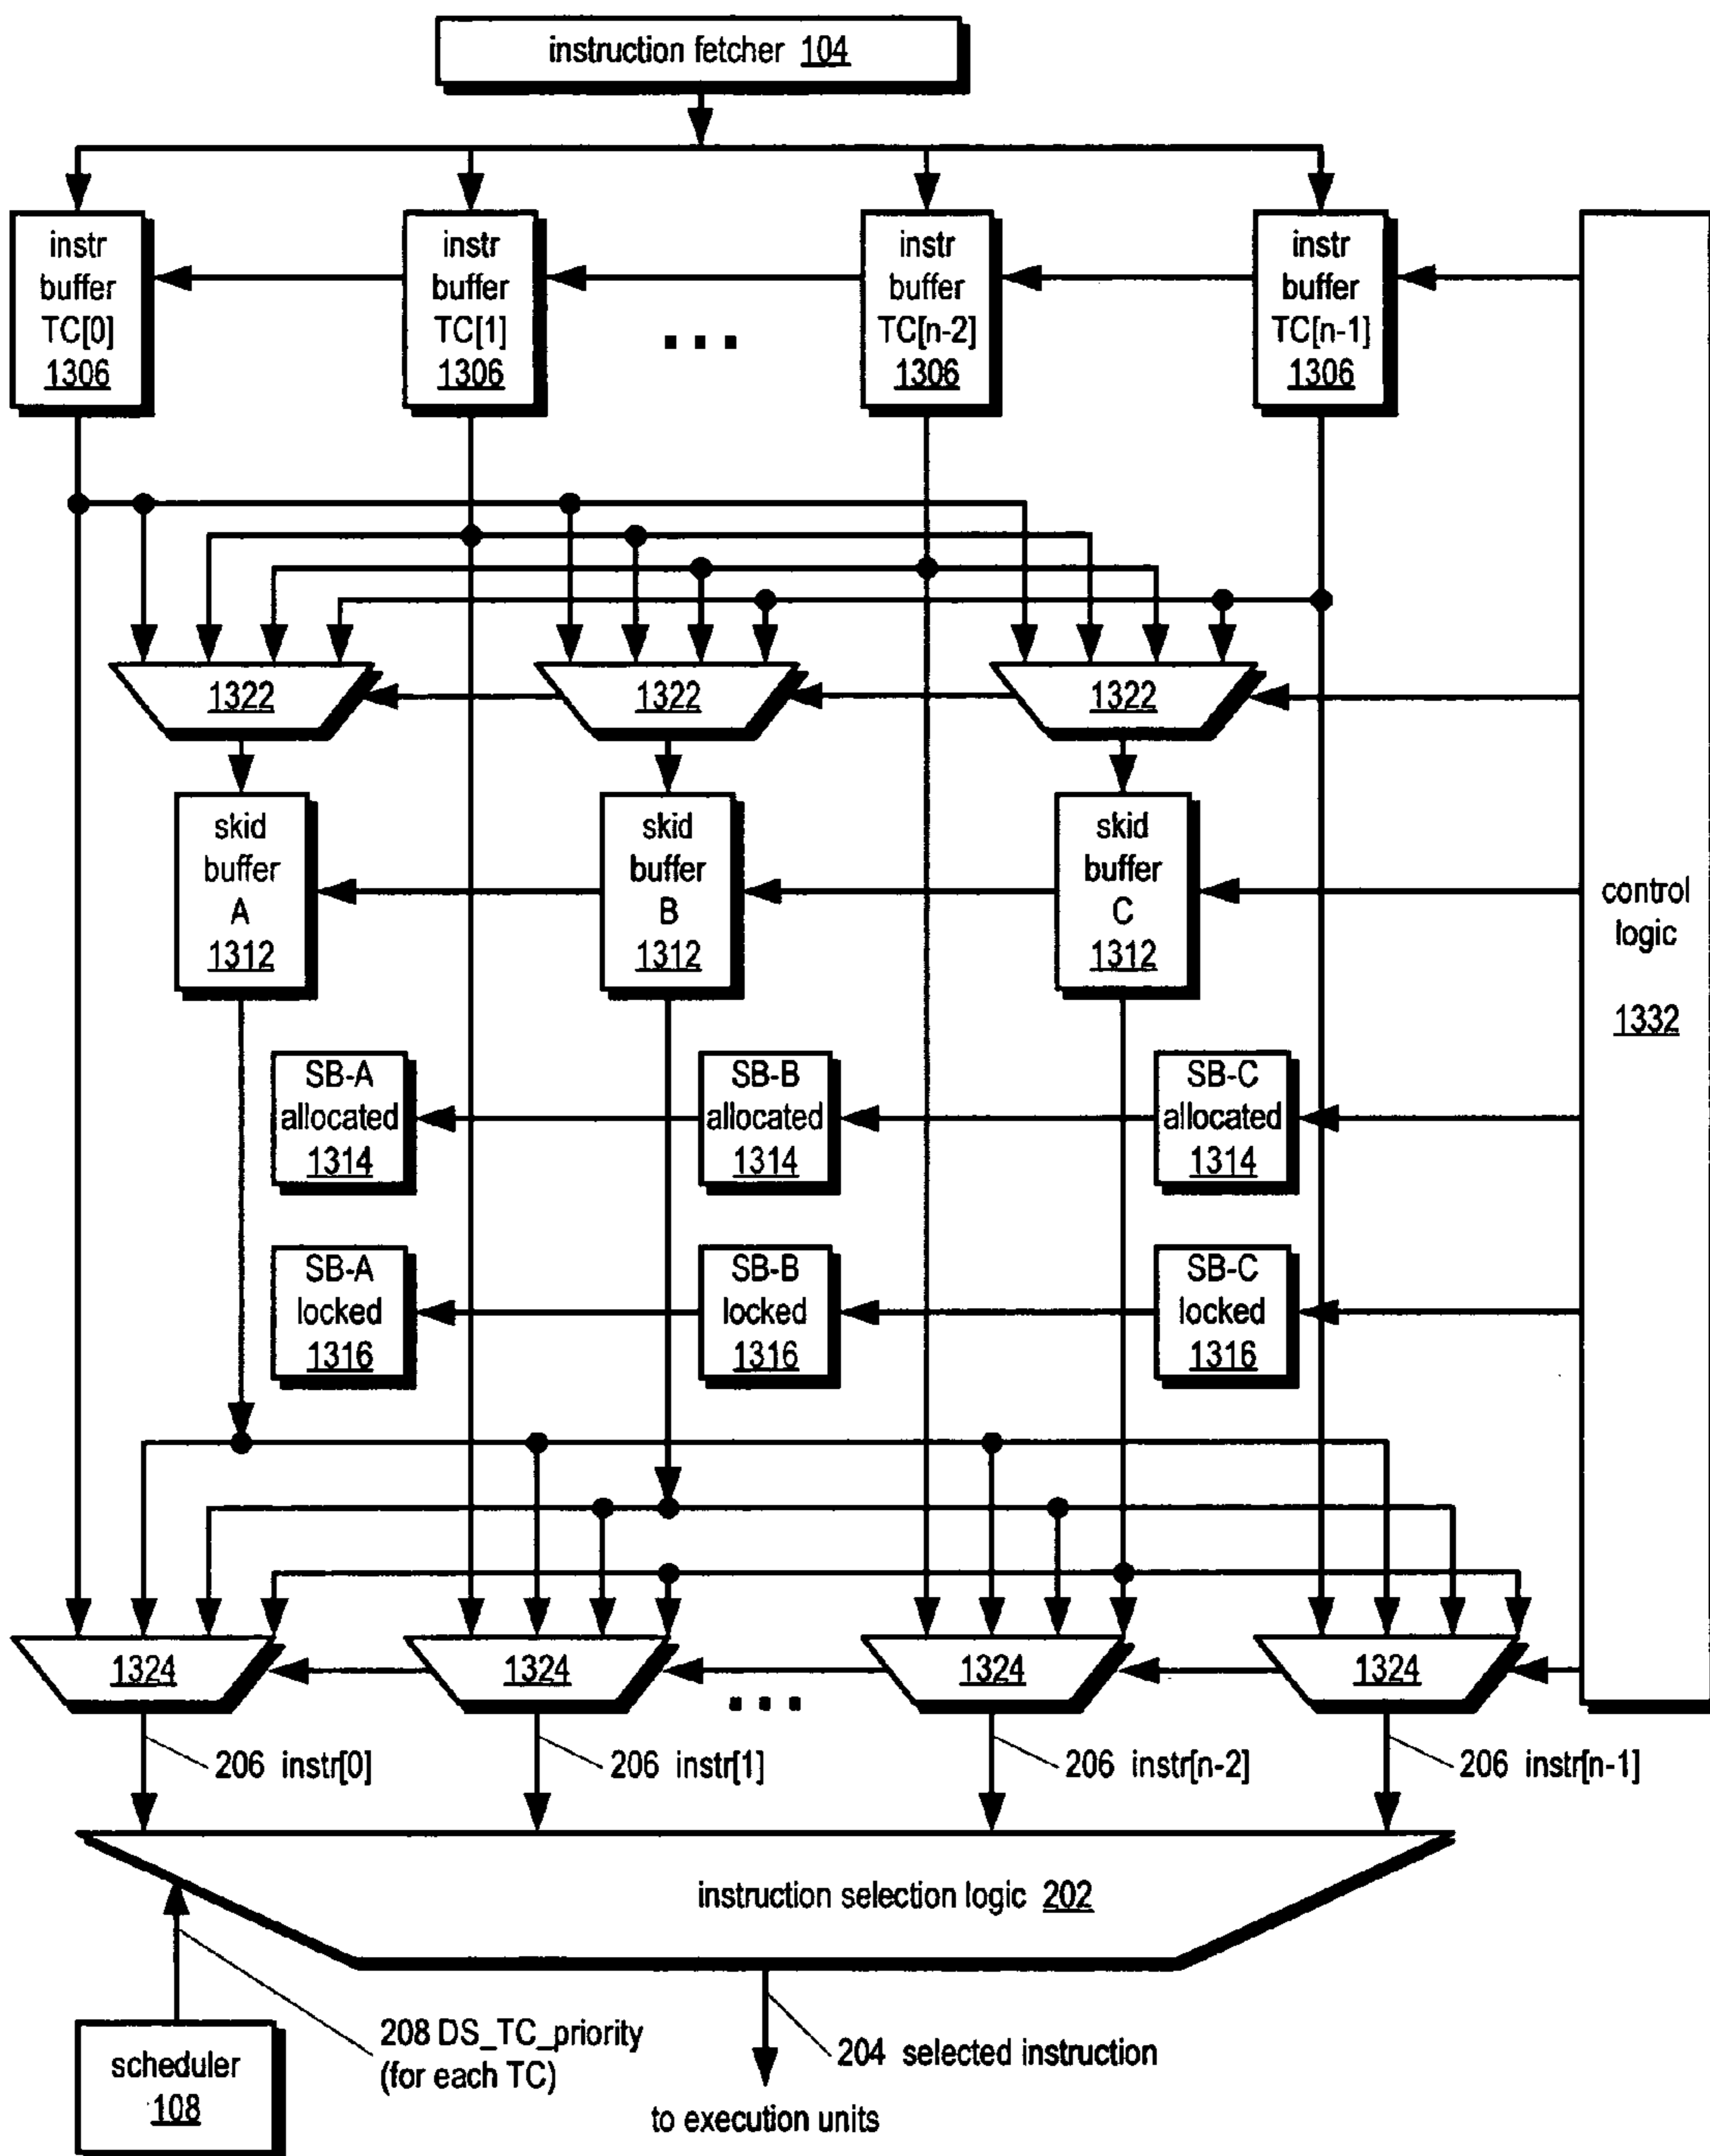 instruction fetcher 104
instr
buffer
TC[0]
1306
instr
buffer
TC[1]
1306
...
instr
buffer
TC[n-2]
1306
instr
buffer
TC[n-1]
1306
1322
1322
1322
skid
buffer
A
1312
skid
buffer
B
1312
skid
buffer
C
1312
control
logic
1332
SB-A
allocated
1314
SB-B
allocated
1314
SB-C
allocated
1314
SB-A
locked
1316
SB-B
locked
1316
SB-C
locked
1316
1324
1324
...
1324
1324
206 instr[0]
206 instr[1]
206 instr[n-2]
206 instr[n-1]
instruction selection logic 202
scheduler
108
208 DS_TC_priority
(for each TC)
204 selected instruction
to execution units